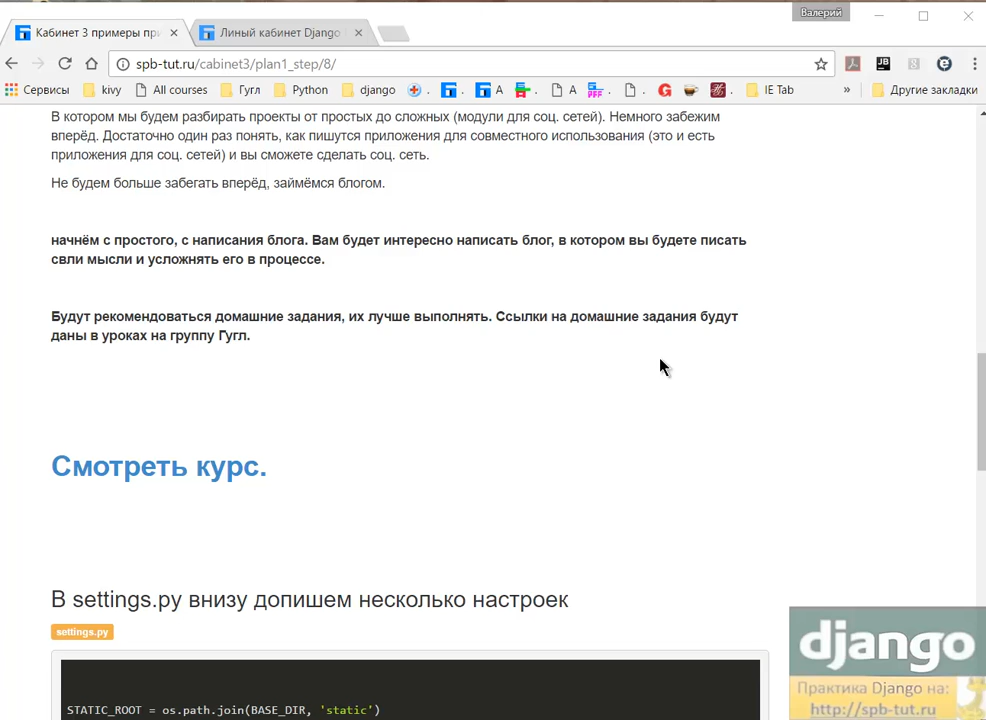 Валерий
Кабинет 3 примеры пр
Линый кабинет Django
spb-tut.ru/cabinet3/plan1_step/8/
Сервисы kivy All courses Гугл Python django . . A . A . . . IE Tab » Другие закладки
В котором мы будем разбирать проекты от простых до сложных (модули для соц. сетей). Немного забежим
вперёд. Достаточно один раз понять, как пишутся приложения для совместного использования (это и есть
приложения для соц. сетей) и вы сможете сделать соц. сеть.
Не будем больше забегать вперёд, займёмся блогом.
начнём с простого, с написания блога. Вам будет интересно написать блог, в котором вы будете писать
свли мысли и усложнять его в процессе.
Будут рекомендоваться домашние задания, их лучше выполнять. Ссылки на домашние задания будут
даны в уроках на группу Гугл.
Смотреть курс.
В settings.py внизу допишем несколько настроек
settings.py
STATIC_ROOT = os.path.join(BASE_DIR, 'static')
django
Практика Django на:
http://spb-tut.ru